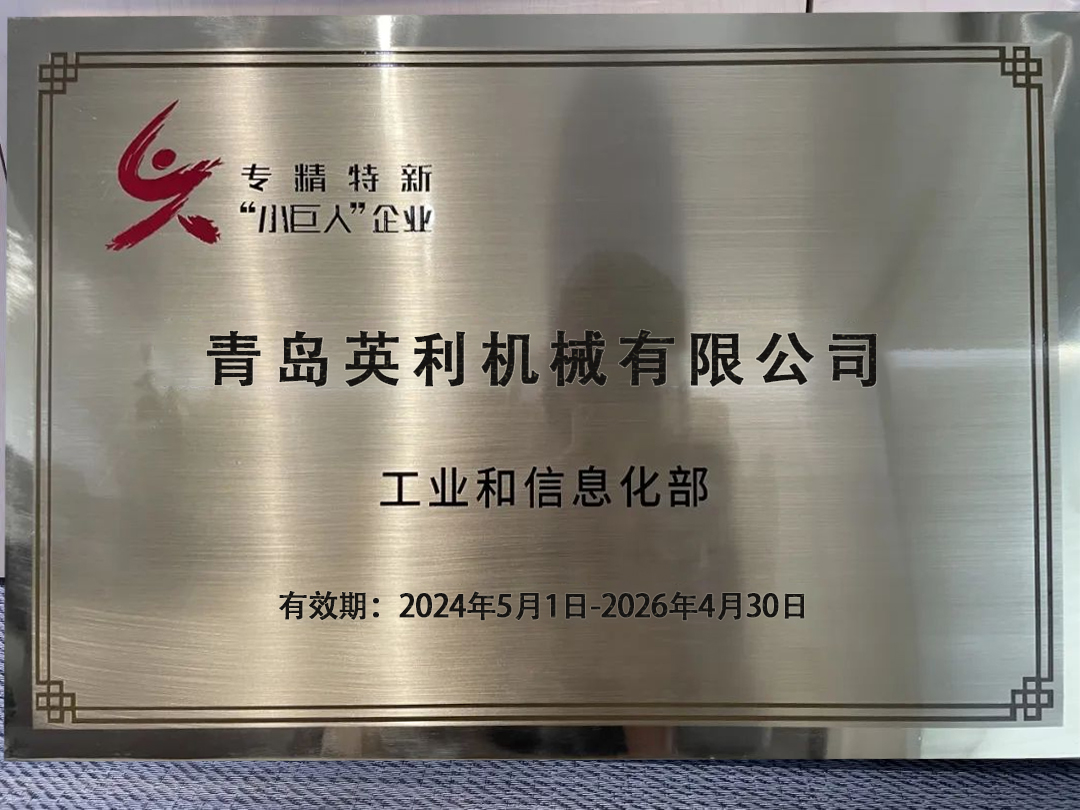 专精特新
“小巨人”企业
青岛英利机械有限公司
工业和信息化部
有效期：2024年5月1日-2026年4月30日